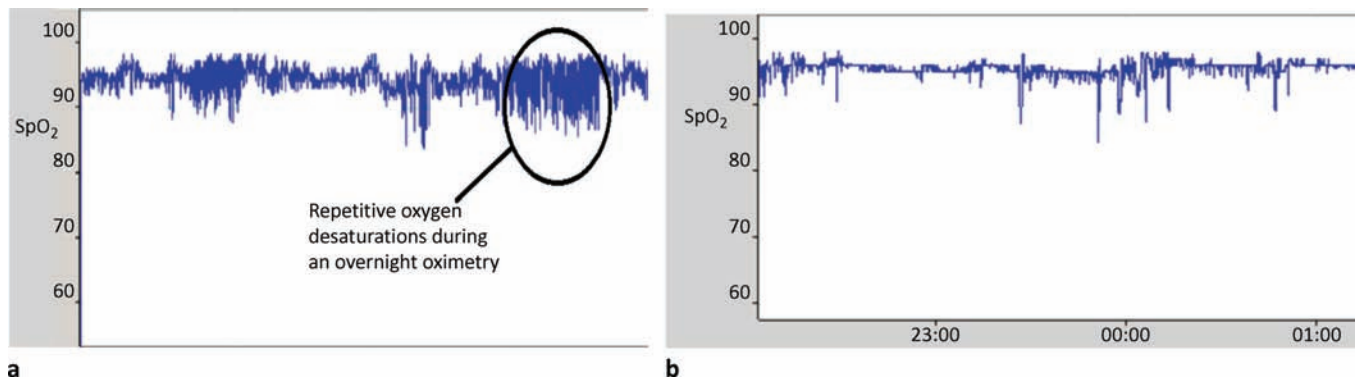 100
90
SpO2
80
70
60
Repetitive oxygen
desaturations during
an overnight oximetry
a
100
90
SpO2
80
70
60
23:00 00:00 01:00
b